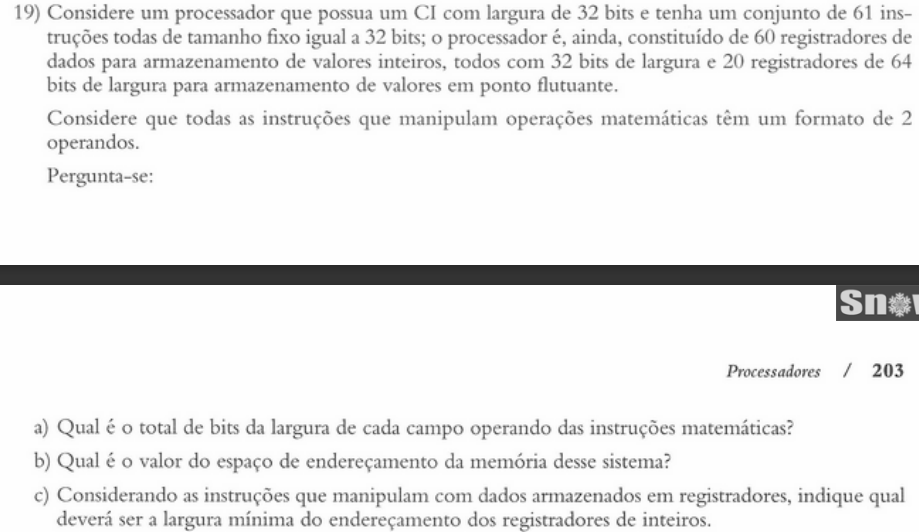 19) Considere um processador que possua um CI com largura de 32 bits e tenha um conjunto de 61 ins-
truções todas de tamanho fixo igual a 32 bits; o processador é, ainda, constituído de 60 registradores de
dados para armazenamento de valores inteiros, todos com 32 bits de largura e 20 registradores de 64
bits de largura para armazenamento de valores em ponto flutuante.
Considere que todas as instruções que manipulam operações matemáticas têm um formato de 2
operandos.
Pergunta-se:
Processadores / 203
a) Qual é o total de bits da largura de cada campo operando das instruções matemáticas?
b) Qual é o valor do espaço de endereçamento da memória desse sistema?
c) Considerando as instruções que manipulam com dados armazenados em registradores, indique qual
deverá ser a largura mínima do endereçamento dos registradores de inteiros.